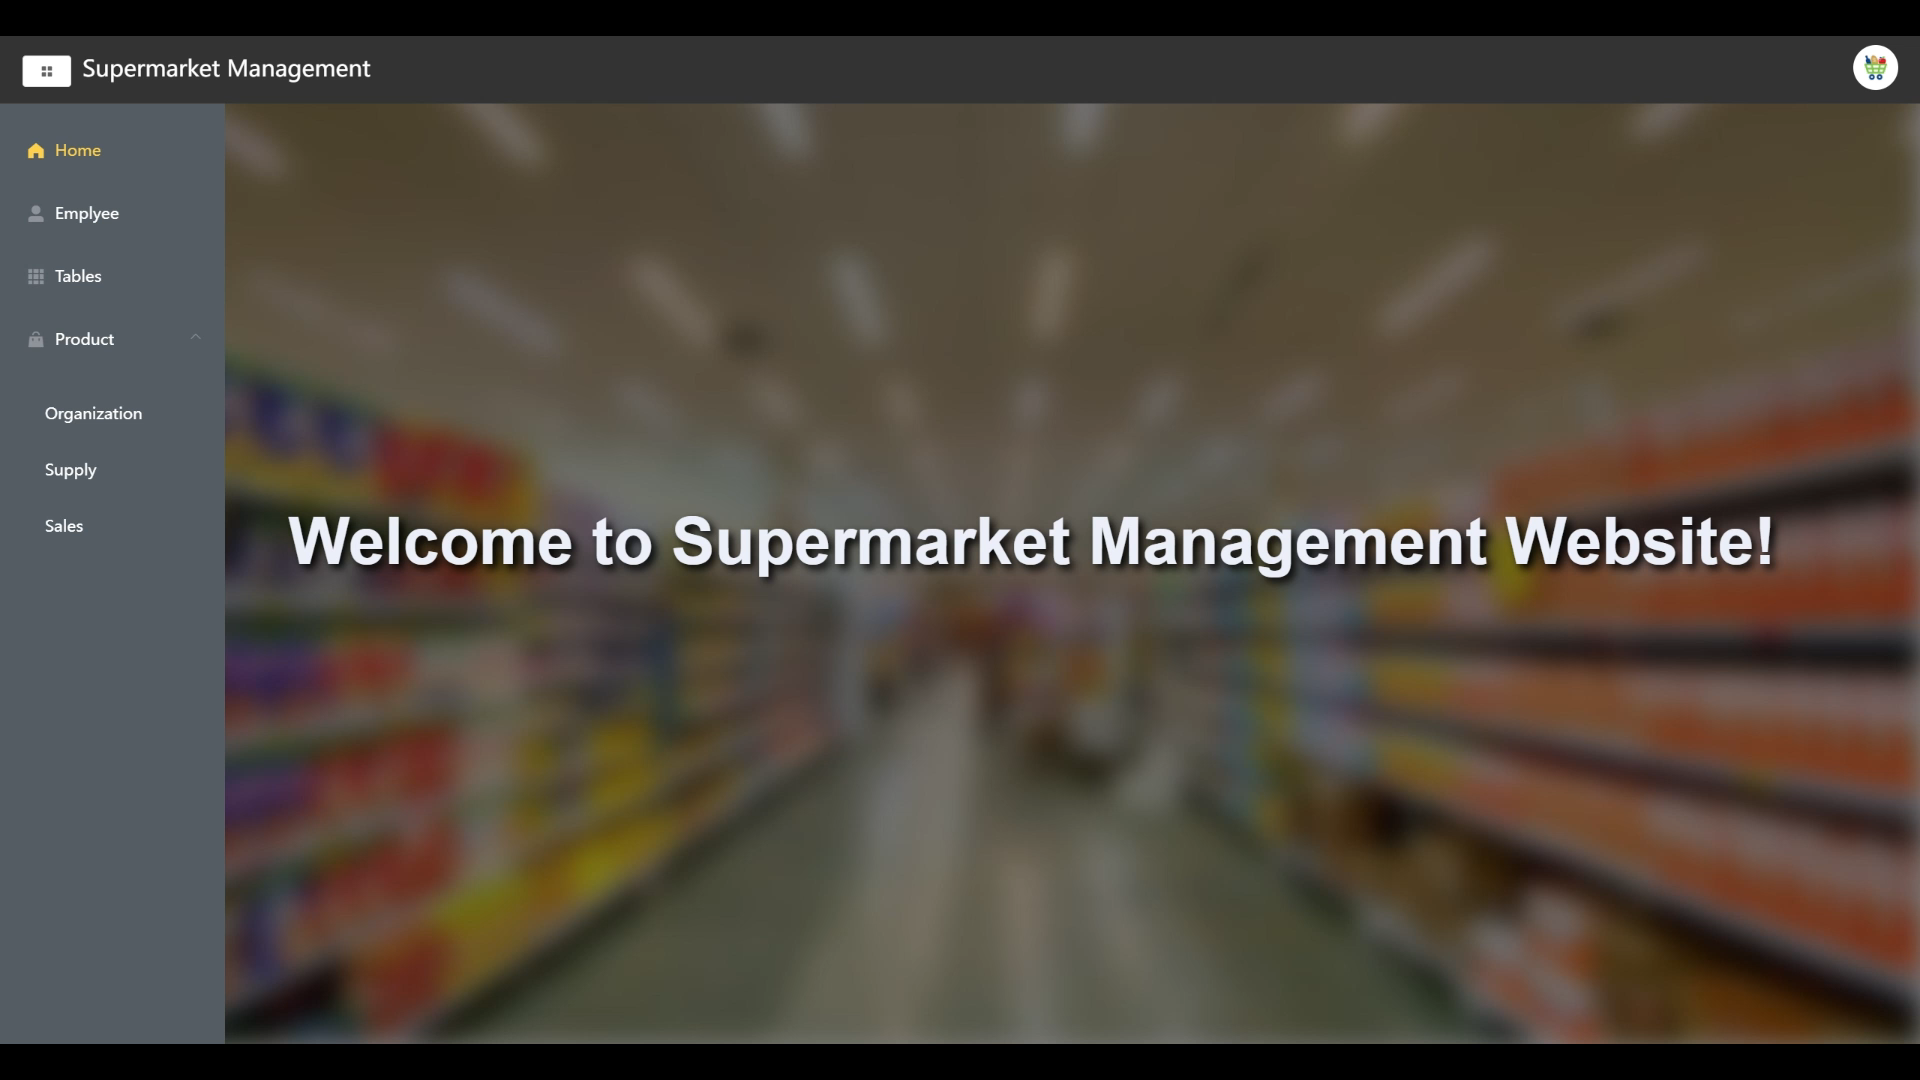 Supermarket Management
Home
Emplyee
Tables
Product
Organization
Supply
Sales
Welcome to Supermarket Management Website!